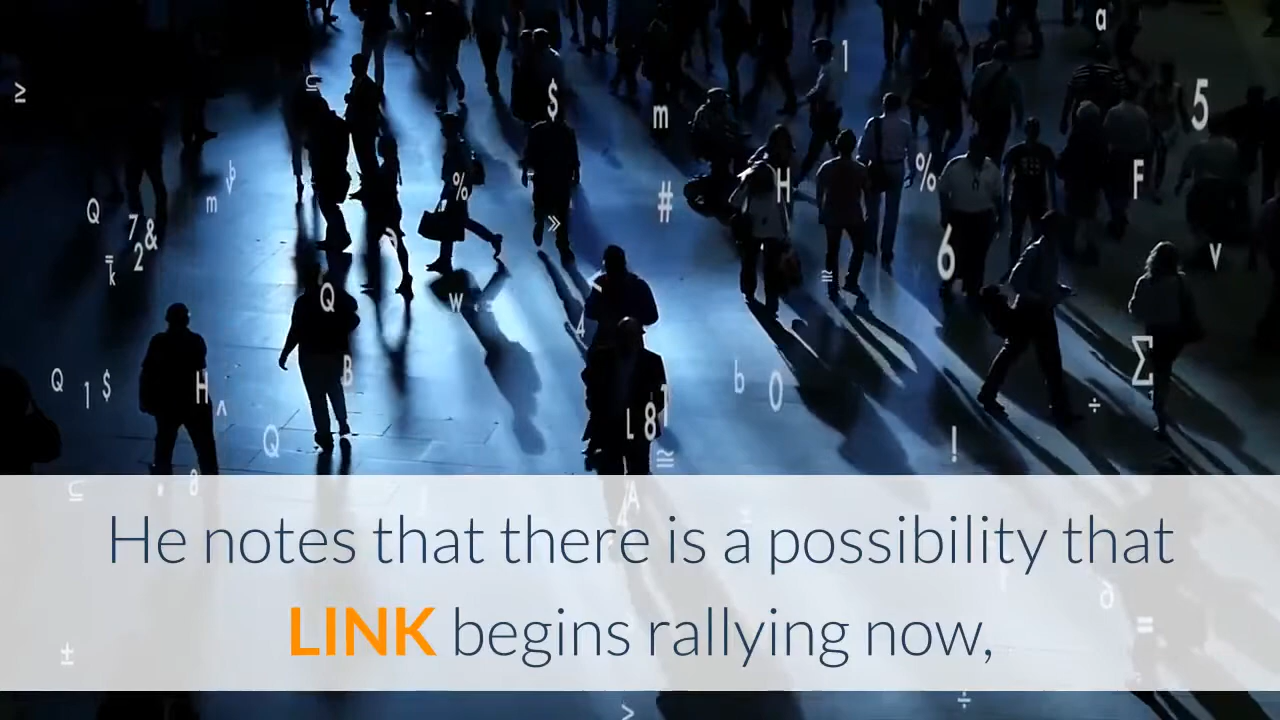 He notes that there is a possibility that
LINK begins rallying now,